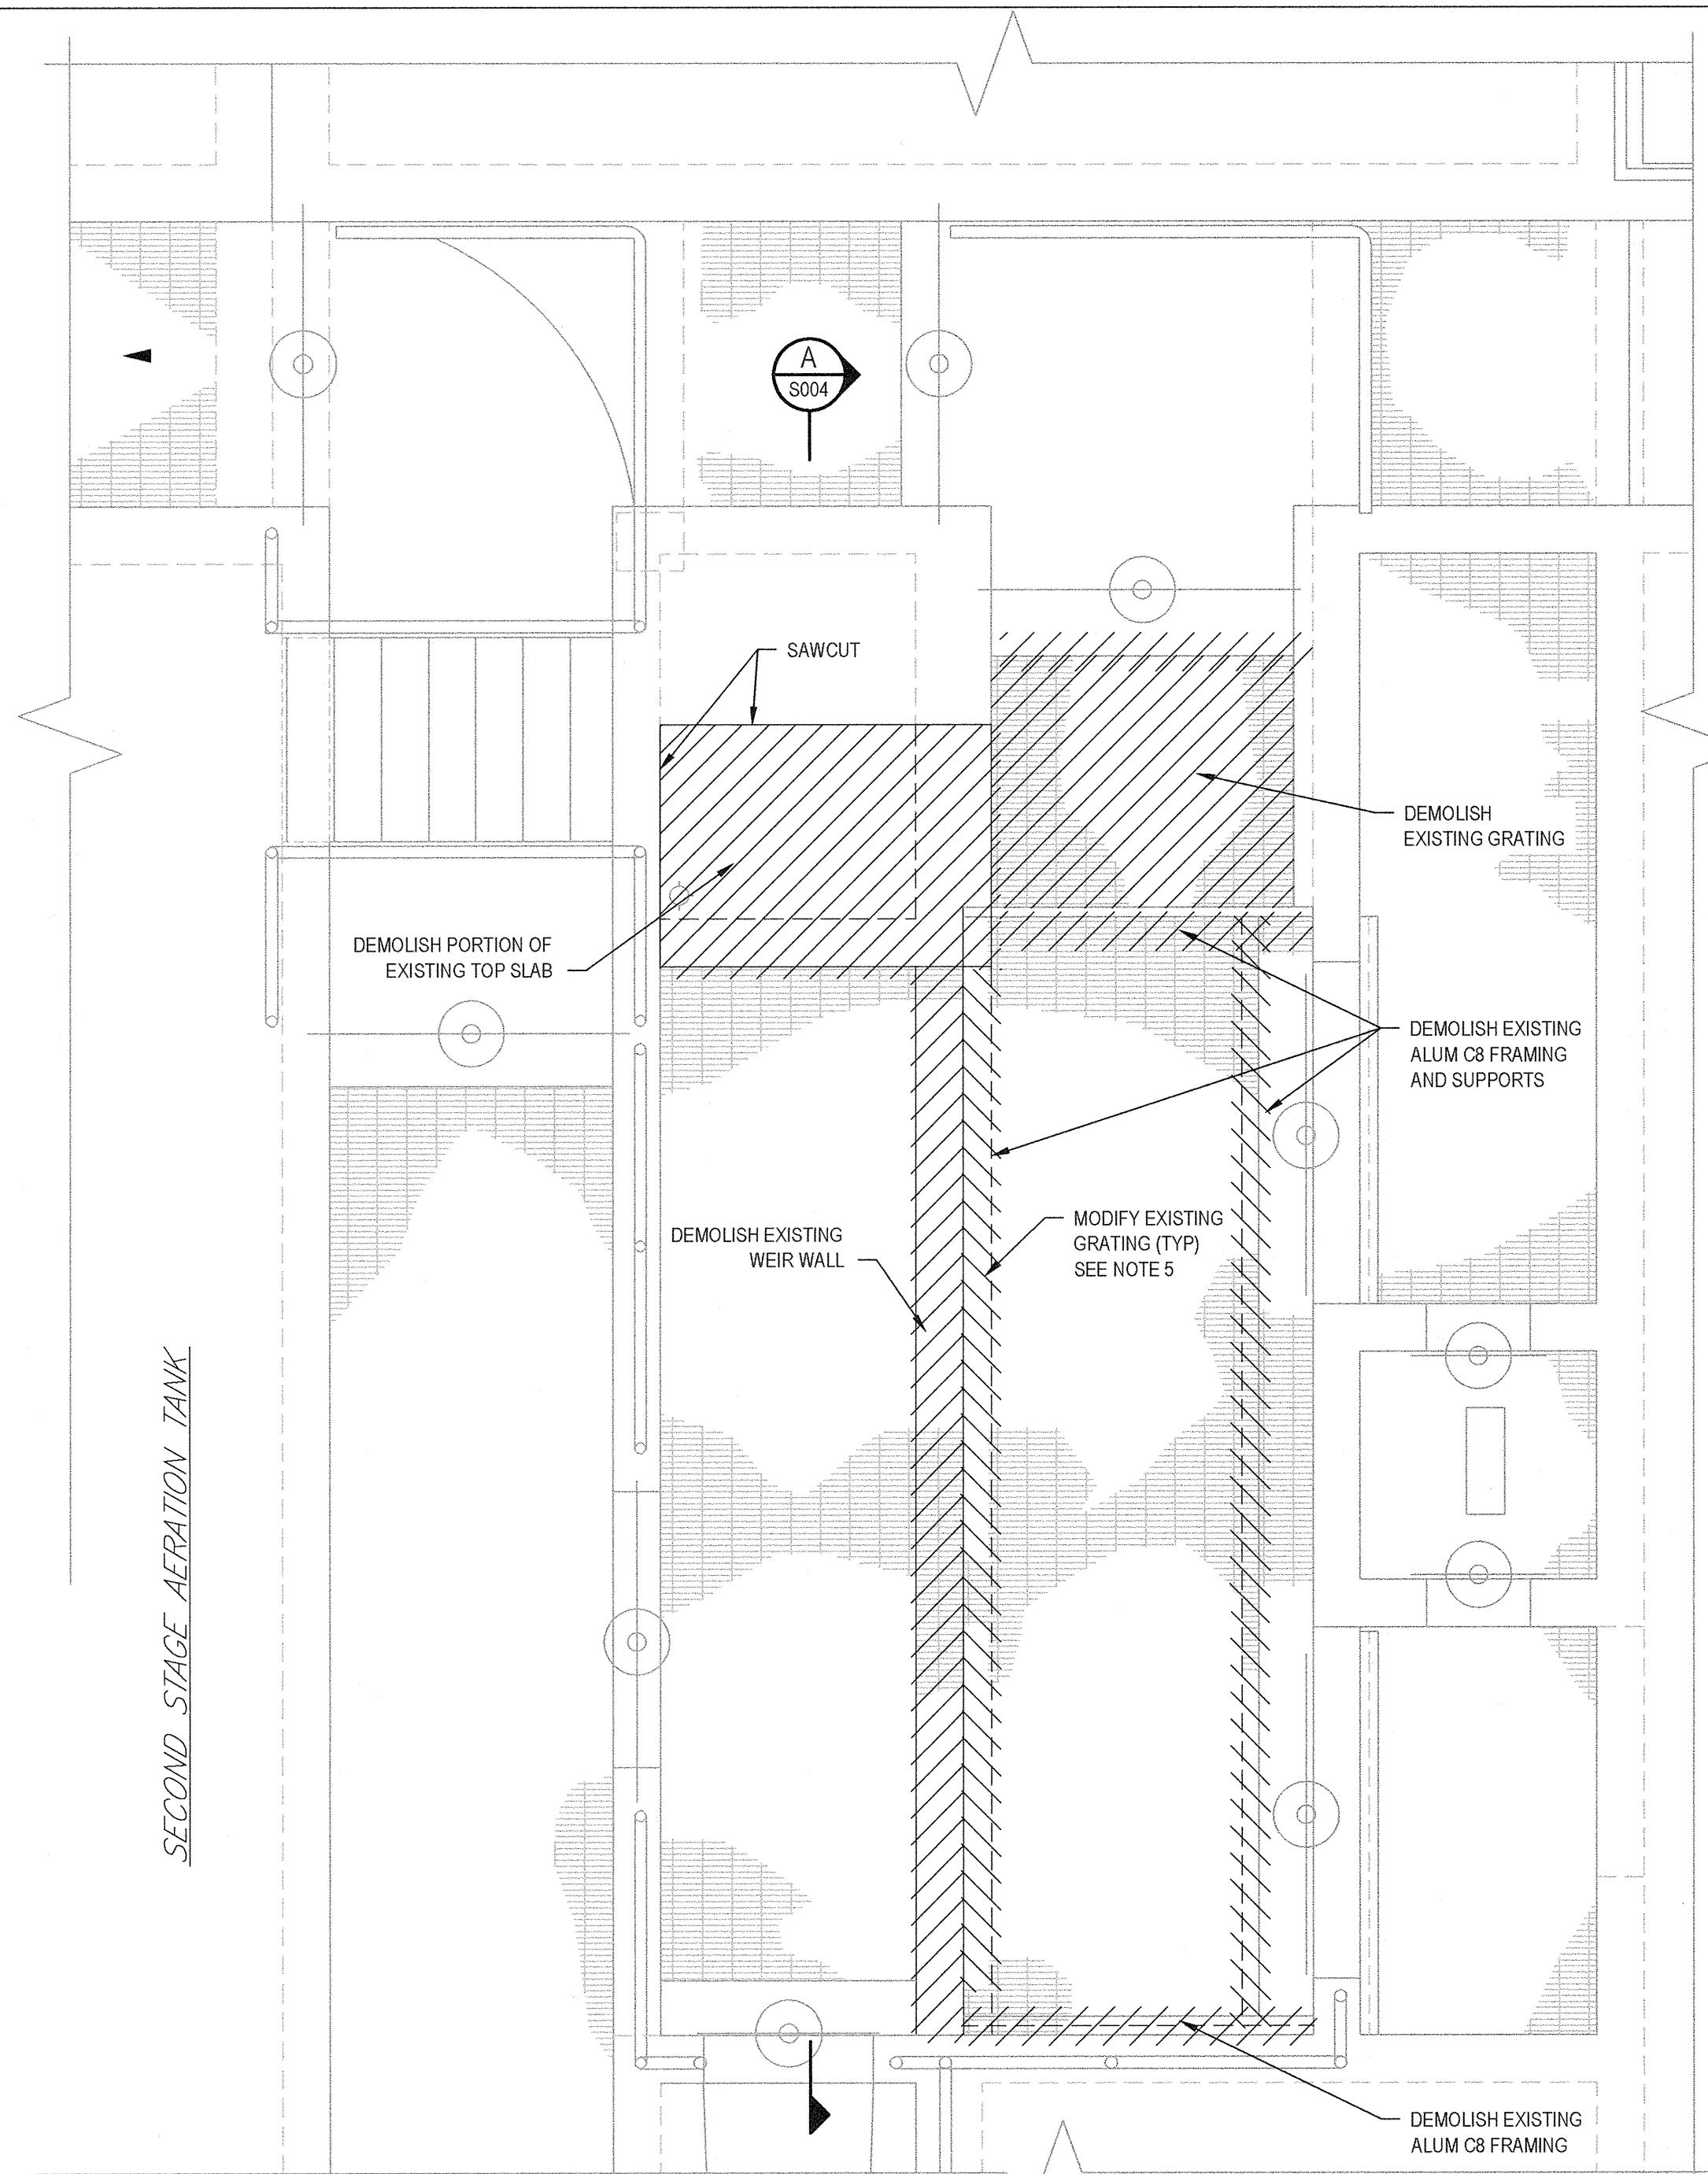 A
S004
SAWCUT
DEMOLISH
EXISTING GRATING
DEMOLISH PORTION OF
EXISTING TOP SLAB
DEMOLISH EXISTING
ALUM C8 FRAMING
AND SUPPORTS
DEMOLISH EXISTING
WEIR WALL
MODIFY EXISTING
GRATING (TYP)
SEE NOTE 5
SECOND STAGE AERATION TANK
DEMOLISH EXISTING
ALUM C8 FRAMING